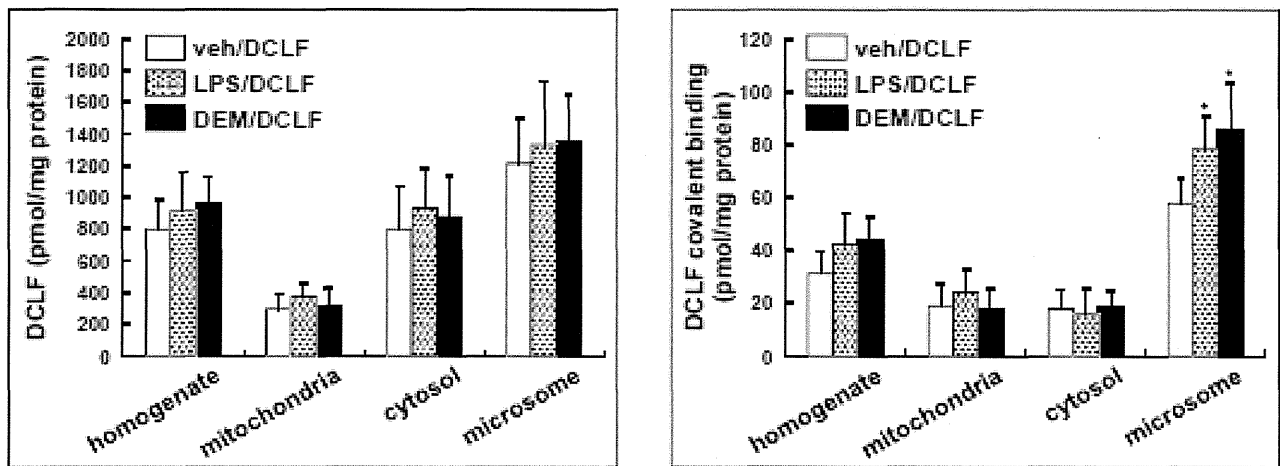 DCLF (pmol/mg protein)
2000
1800
1600
1400
1200
1000
800
600
400
200
0
veh/DCLF
LPS/DCLF
DEM/DCLF
homogenate
mitochondria
cytosol
microsome
DCLF covalent binding
(pmol/mg protein)
120
100
80
60
40
20
0
veh/DCLF
LPS/DCLF
DEM/DCLF
*
*
homogenate
mitochondria
cytosol
microsome